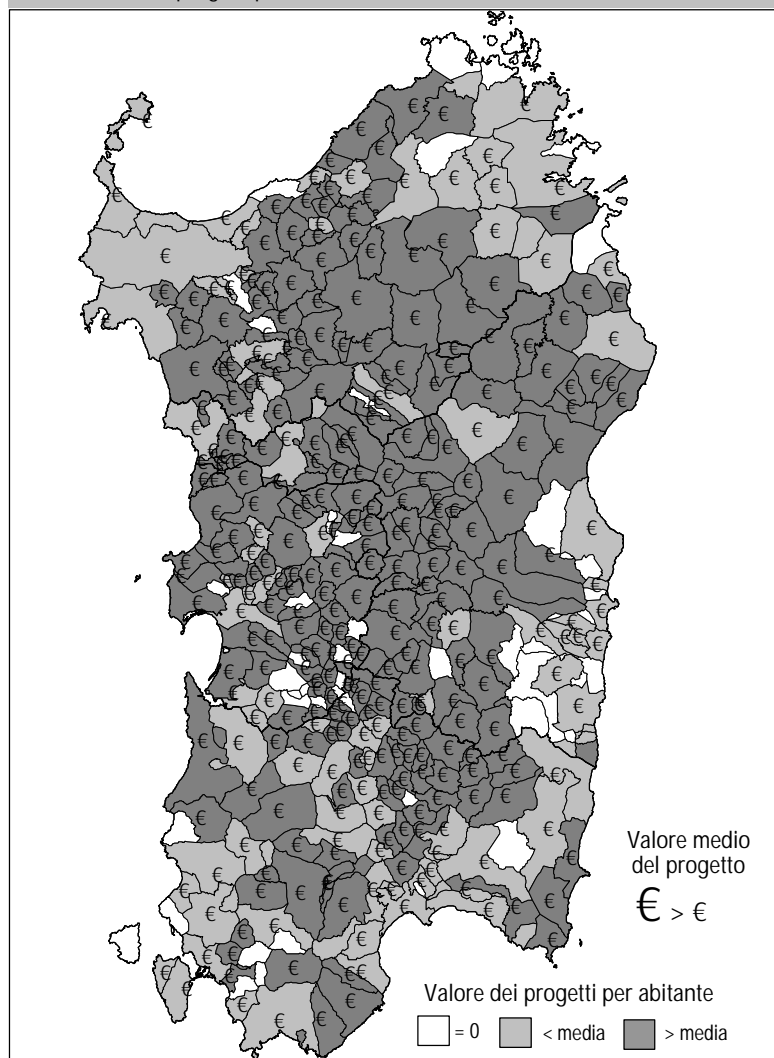 Valore medio
del progetto
€ > €
Valore dei progetti per abitante
= 0 < media > media